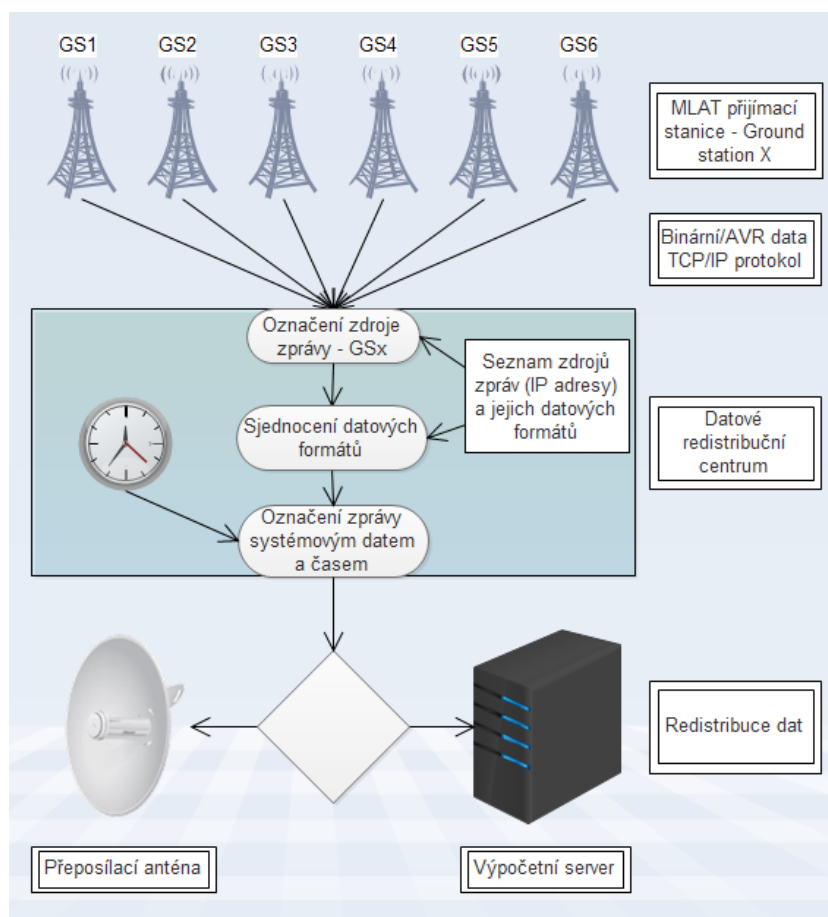 GS1 GS2 GS3 GS4 GS5 GS6
MLAT přijímací
stanice - Ground
station X
Binární/AVR data
TCP/IP protokol
Označení zdroje
zprávy - GSx
Seznam zdrojů
zpráv (IP adresy)
a jejich datových
formátů
Sjednocení datových
formátů
Datové
redistribuční
centrum
Označení zprávy
systémovým datem
a časem
Redistribuce dat
Přeposílací anténa
Výpočetní server